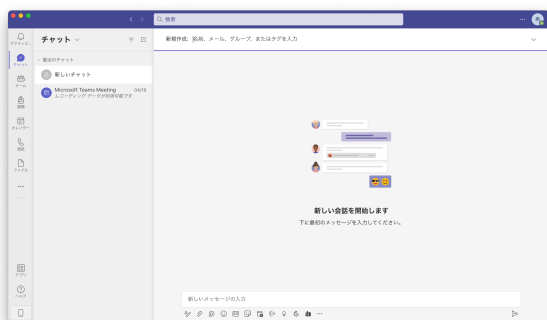 検索
アクティビ...
チャット
チーム
課題
カレンダー
通話
ファイル
アプリ
ヘルプ
チャット
最近のチャット
新しいチャット
Microsoft Teams Meeting 04/19
レコーディング データが利用可能です
新規作成: 名前、メール、グループ、またはタグを入力
新しい会話を開始します
下に最初のメッセージを入力してください。
新しいメッセージの入力